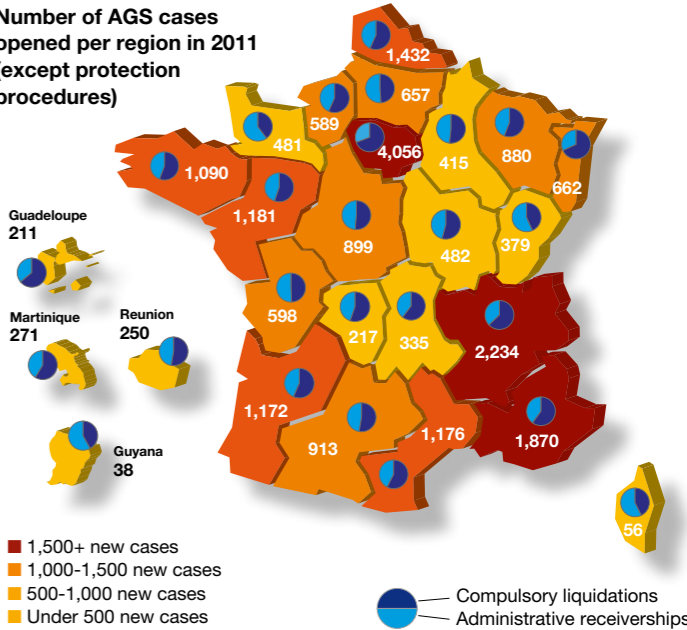 Number of AGS cases
opened per region in 2011
(except protection
procedures)
1,432
657
589
481
4,056
415
880
662
1,090
1,181
899
482
379
Guadeloupe
211
Martinique
271
Reunion
250
598
217
335
2,234
1,172
913
1,176
1,870
Guyana
38
56
1,500+ new cases
1,000-1,500 new cases
500-1,000 new cases
Under 500 new cases
Compulsory liquidations
Administrative receiverships